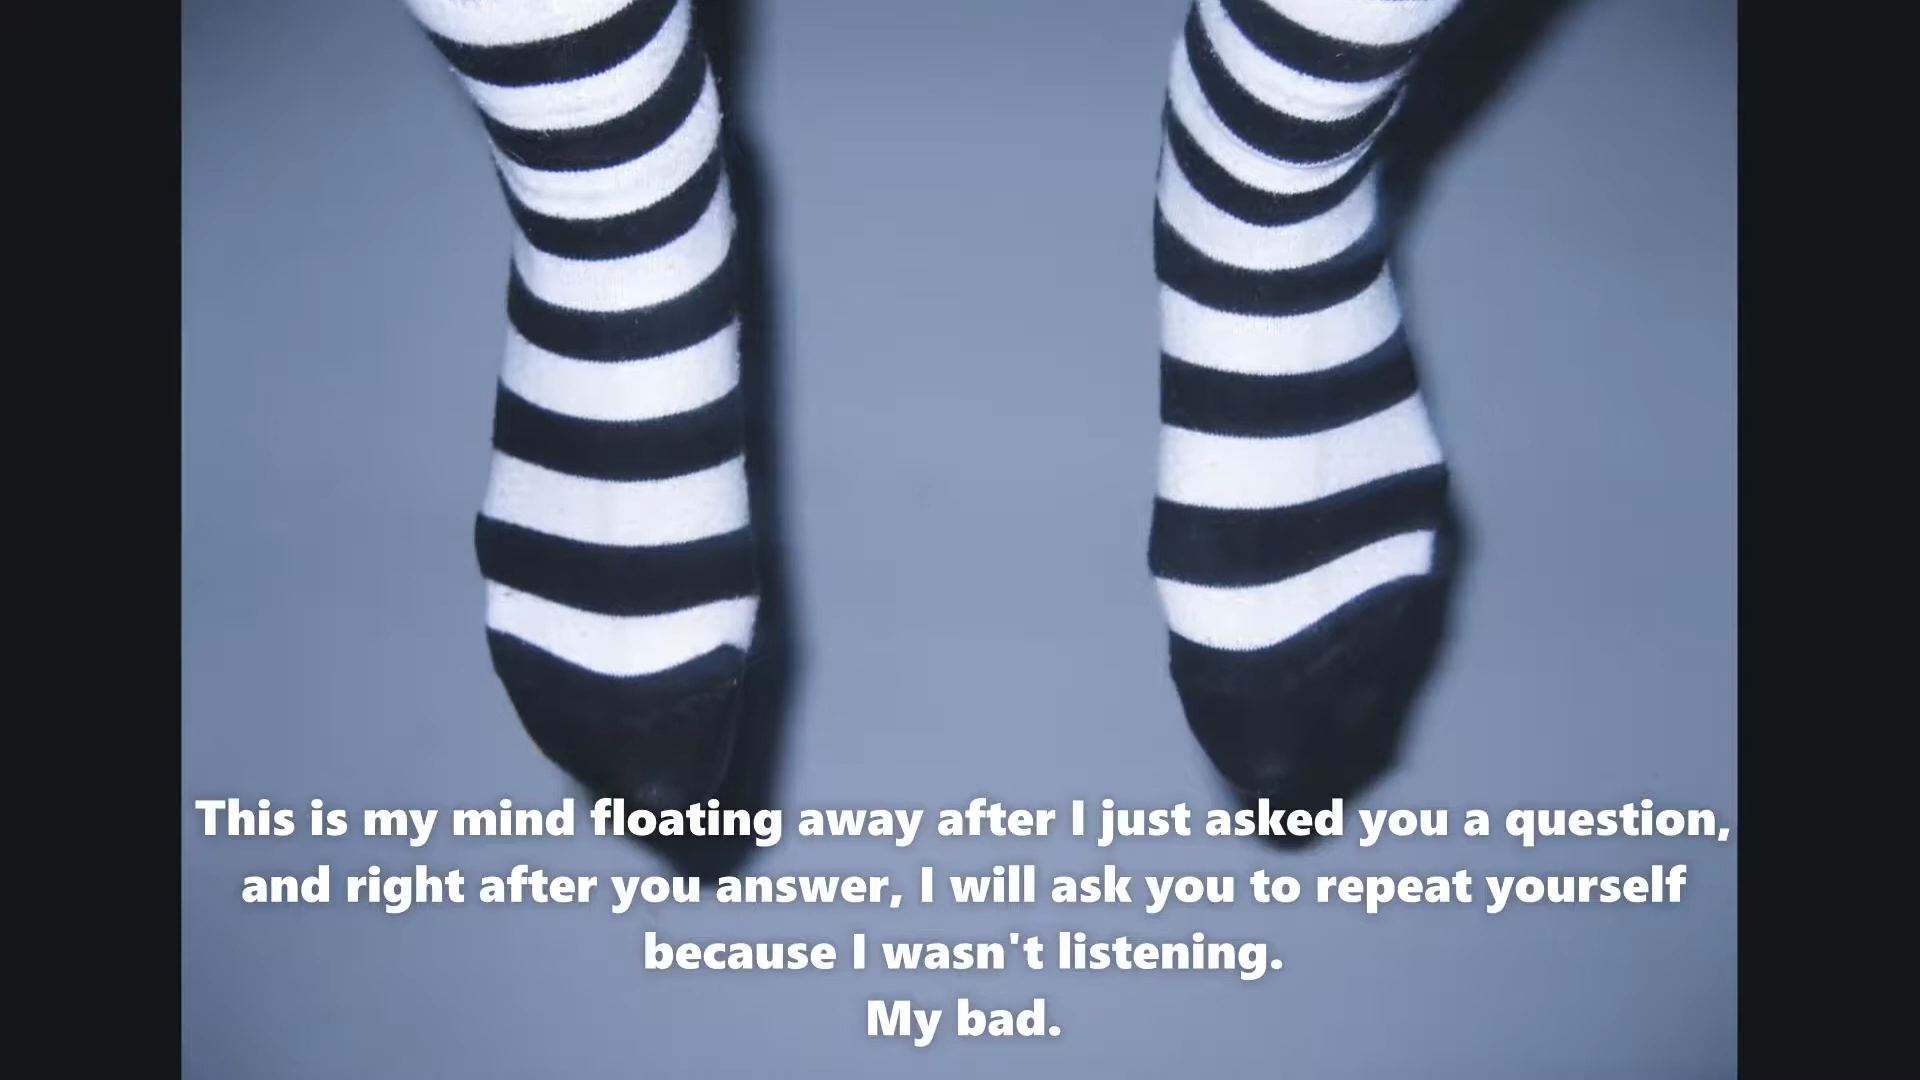 This is my mind floating away after I just asked you a question,
and right after you answer, I will ask you to repeat yourself
because I wasn't listening.
My bad.